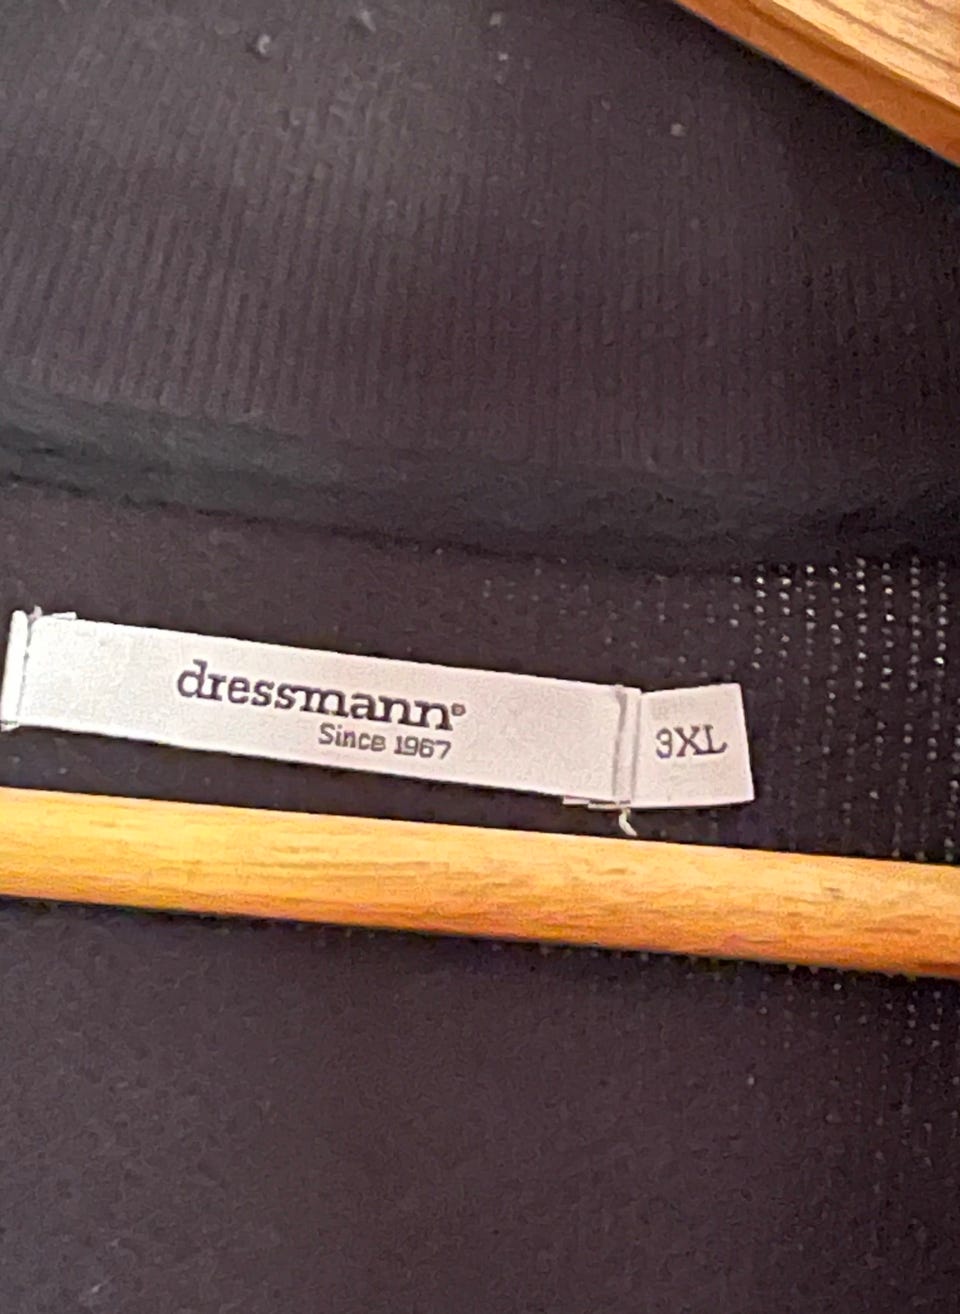 dressmann®
Since 1967
3XL